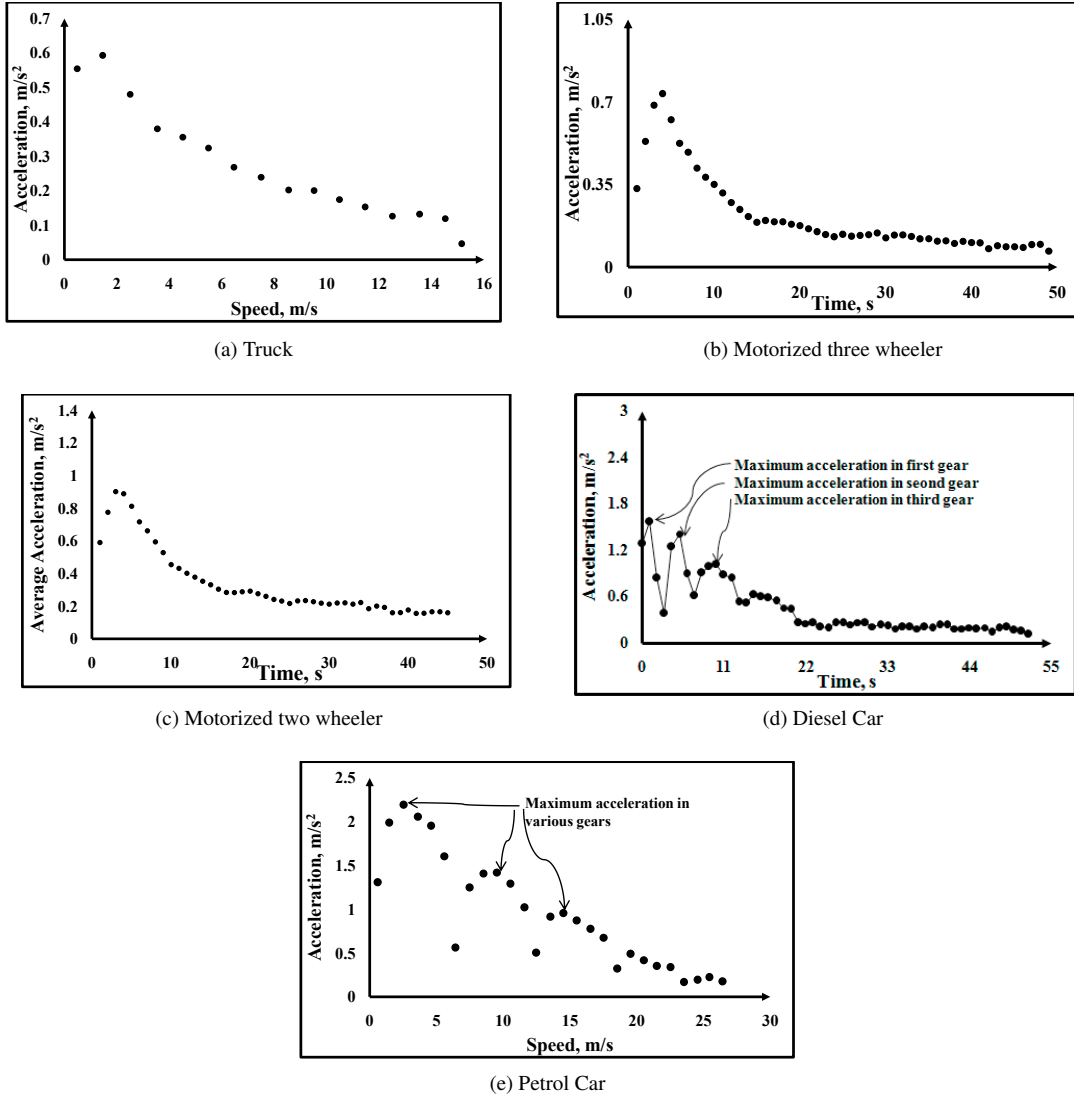 0.7
0.6
0.5
0.4
0.3
0.2
0.1
0
Acceleration, m/s²
0 2 4 6 8 10 12 14 16
Speed, m/s
(a) Truck
1.05
0.7
0.35
0
Acceleration, m/s²
0 10 20 30 40 50
Time, s
(b) Motorized three wheeler
1.4
1.2
1
0.8
0.6
0.4
0.2
0
Average Acceleration, m/s²
0 10 20 30 40 50
Time, s
(c) Motorized two wheeler
3
2.4
1.8
1.2
0.6
0
Acceleration, m/s²
Maximum acceleration in first gear
Maximum acceleration in seond gear
Maximum acceleration in third gear
0 11 22 33 44 55
Time, s
(d) Diesel Car
2.5
2
1.5
1
0.5
0
Acceleration, m/s²
Maximum acceleration in
various gears
0 5 10 15 20 25 30
Speed, m/s
(e) Petrol Car